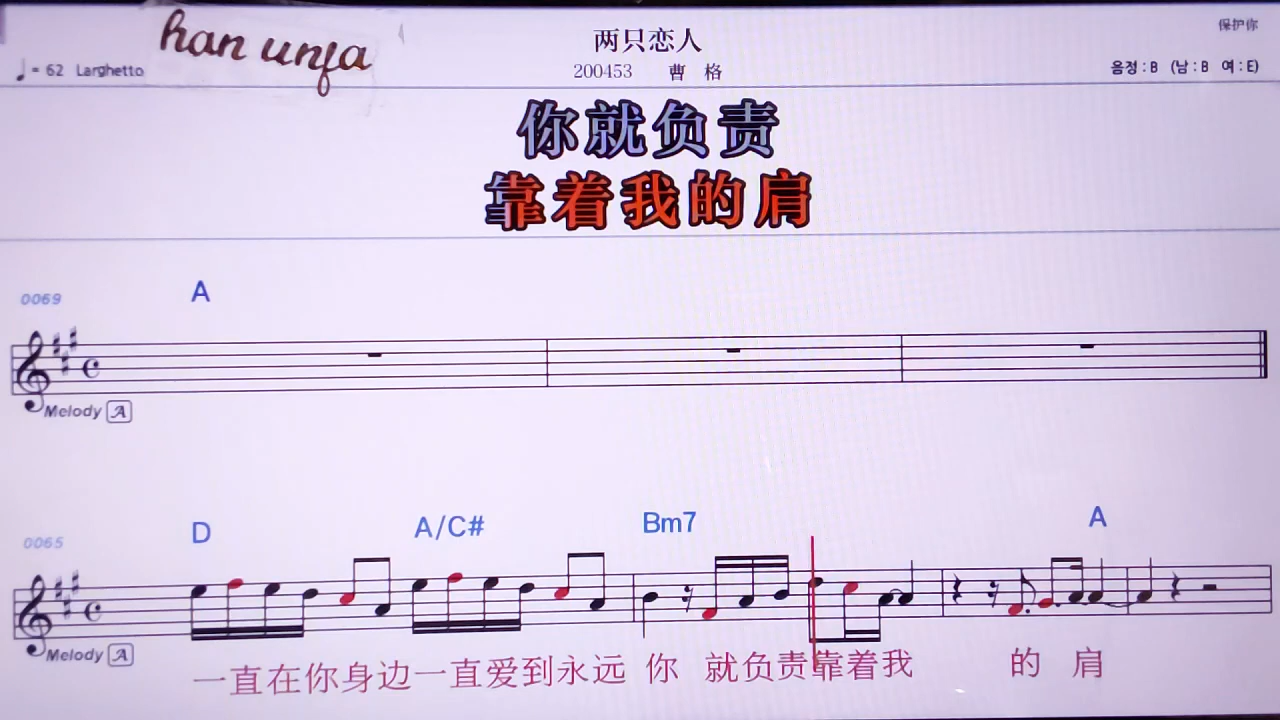 han unfa
两只恋人
保护你
♩= 62 Larghetto
200453 曹 格
음정 : B (남 : B 여 : E)
你就负责
靠着我的肩
0069 A
Melody A
0065 D A/C# Bm7 A
Melody A
一直在你身边一直爱到永远 你 就负责靠着我 的 肩